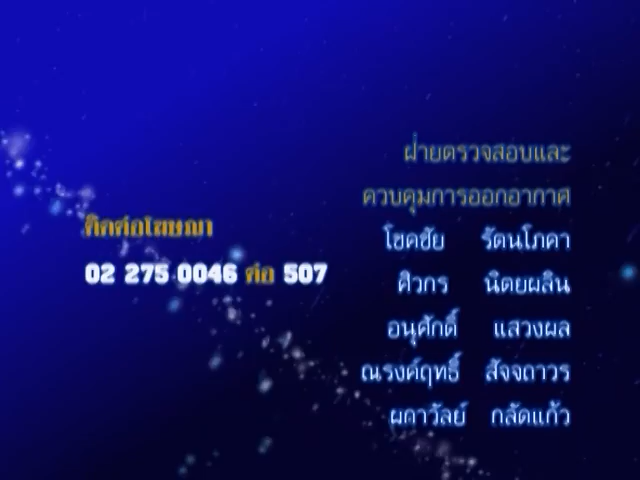 ติดต่อโฆษณา
02 275 0046 ต่อ 507
ฝ่ายตรวจสอบและ
ควบคุมการออกอากาศ
โชคชัย รัตนโภคา
ศิวกร นิตยผลิน
อนุศักดิ์ แสวงผล
ณรงค์ฤทธิ์ สัจจถาวร
ผกาวัลย์ กลัดแก้ว